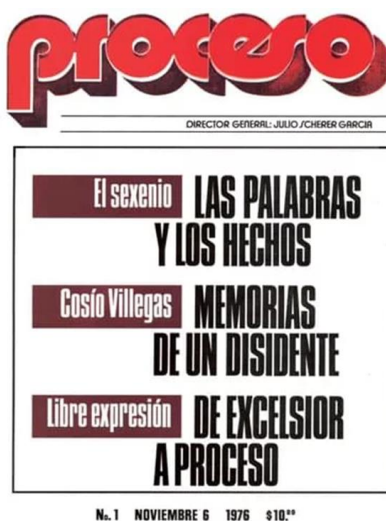 proceso
DIRECTOR GENERAL: JULIO SCHERER GARCIA
El sexenio LAS PALABRAS
Y LOS HECHOS
Cosío Villegas MEMORIAS
DE UN DISIDENTE
Libre expresión DE EXCELSIOR
A PROCESO
No. 1 NOVIEMBRE 6 1976 $10.00